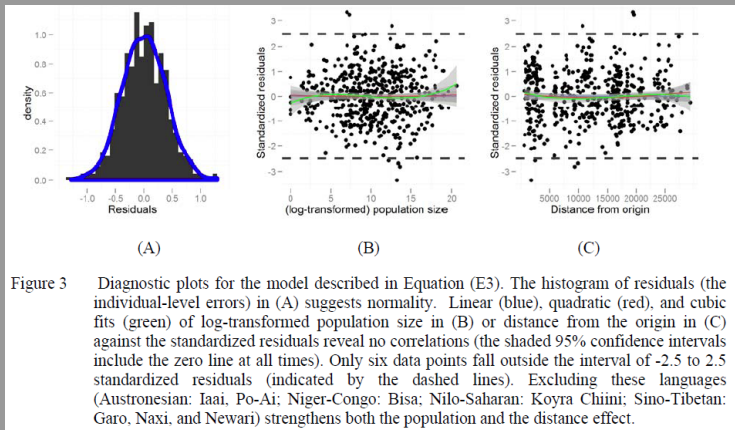 1.0
0.8
0.6
0.4
0.2
0.0
density
-1.0 -0.5 0.0 0.5 1.0
Residuals
3
2
1
0
-1
-2
-3
Standardized residuals
0 5 10 15 20
(log-transformed) population size
3
2
1
0
-1
-2
-3
Standardized residuals
5000 10000 15000 20000 25000
Distance from origin
(A) (B) (C)
Figure 3 Diagnostic plots for the model described in Equation (E3). The histogram of residuals (the
individual-level errors) in (A) suggests normality. Linear (blue), quadratic (red), and cubic
fits (green) of log-transformed population size in (B) or distance from the origin in (C)
against the standardized residuals reveal no correlations (the shaded 95% confidence intervals
include the zero line at all times). Only six data points fall outside the interval of -2.5 to 2.5
standardized residuals (indicated by the dashed lines). Excluding these languages
(Austronesian: Iaai, Po-Ai; Niger-Congo: Bisa; Nilo-Saharan: Koyra Chiini; Sino-Tibetan:
Garo, Naxi, and Newari) strengthens both the population and the distance effect.